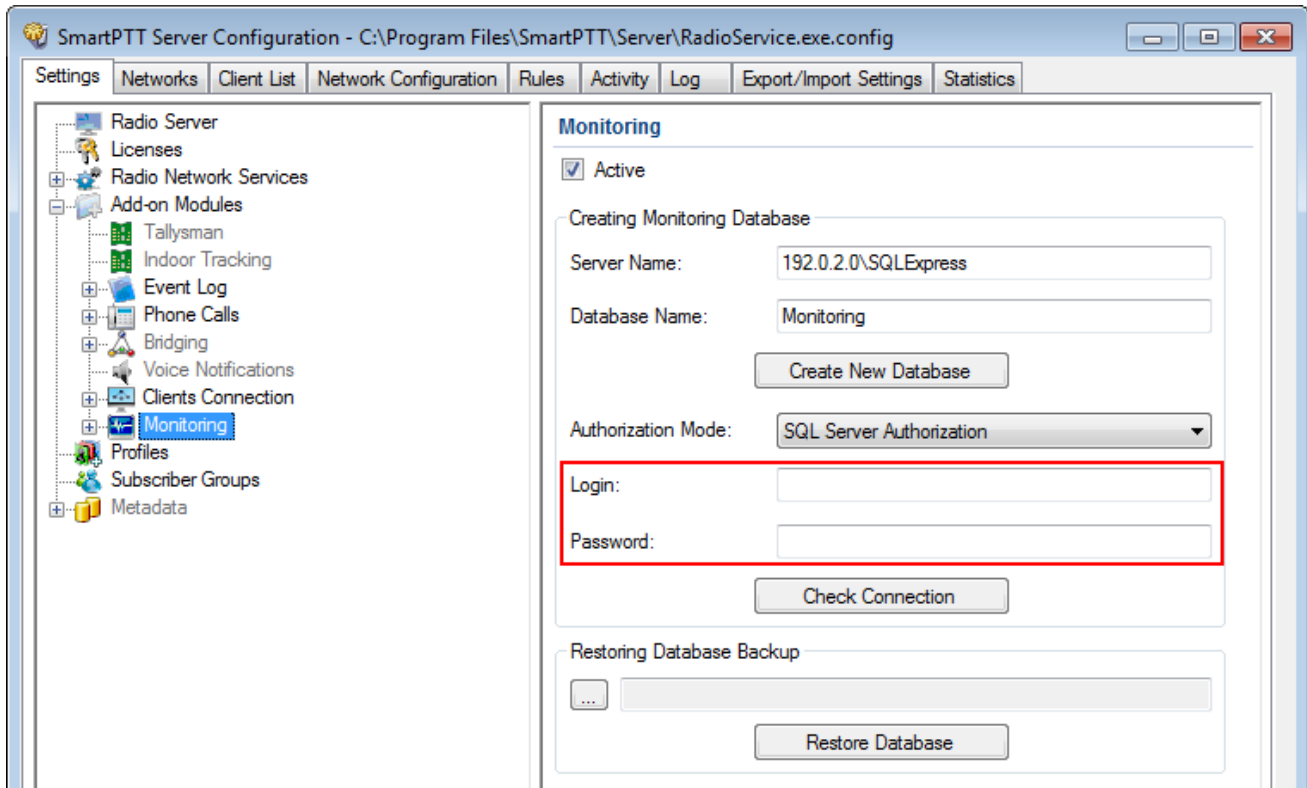 SmartPTT Server Configuration - C:\Program Files\SmartPTT\Server\RadioService.exe.config
Settings Networks Client List Network Configuration Rules Activity Log Export/Import Settings Statistics
Radio Server
Licenses
Radio Network Services
Add-on Modules
Tallysman
Indoor Tracking
Event Log
Phone Calls
Bridging
Voice Notifications
Clients Connection
Monitoring
Profiles
Subscriber Groups
Metadata
Monitoring
Active
Creating Monitoring Database
Server Name: 192.0.2.0\SQLExpress
Database Name: Monitoring
Create New Database
Authorization Mode: SQL Server Authorization
Login:
Password:
Check Connection
Restoring Database Backup
...
Restore Database